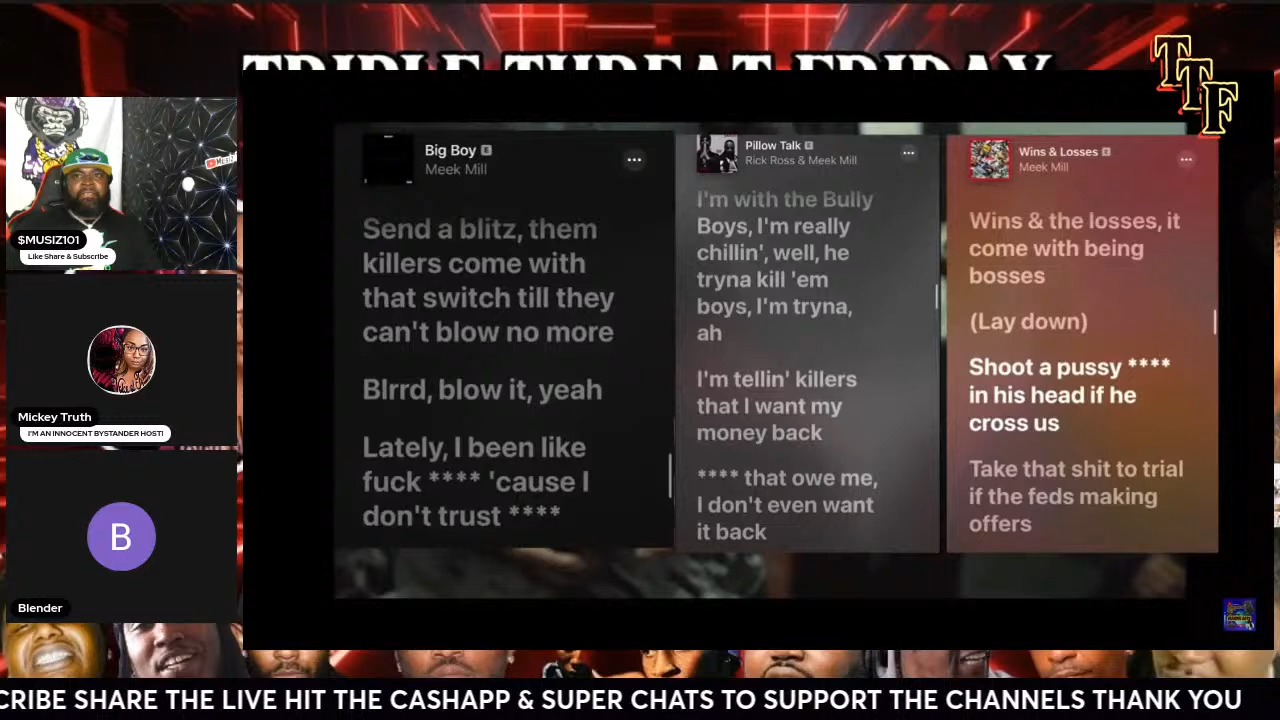 TRIPLE THREAT FRIDAY
TTF
$MUSIZ101
Like Share & Subscribe
Mickey Truth
I'M AN INNOCENT BYSTANDER HOST!
B
Blender
Big Boy E
Meek Mill
Send a blitz, them
killers come with
that switch till they
can't blow no more
Blrrd, blow it, yeah
Lately, I been like
fuck **** 'cause I
don't trust ****
Pillow Talk E
Rick Ross & Meek Mill
I'm with the Bully
Boys, I'm really
chillin', well, he
tryna kill 'em
boys, I'm tryna,
ah
I'm tellin' killers
that I want my
money back
**** that owe me,
I don't even want
it back
Wins & Losses E
Meek Mill
Wins & the losses, it
come with being
bosses
(Lay down)
Shoot a pussy ****
in his head if he
cross us
Take that shit to trial
if the feds making
offers
CRIBE SHARE THE LIVE HIT THE CASHAPP & SUPER CHATS TO SUPPORT THE CHANNELS THANK YOU